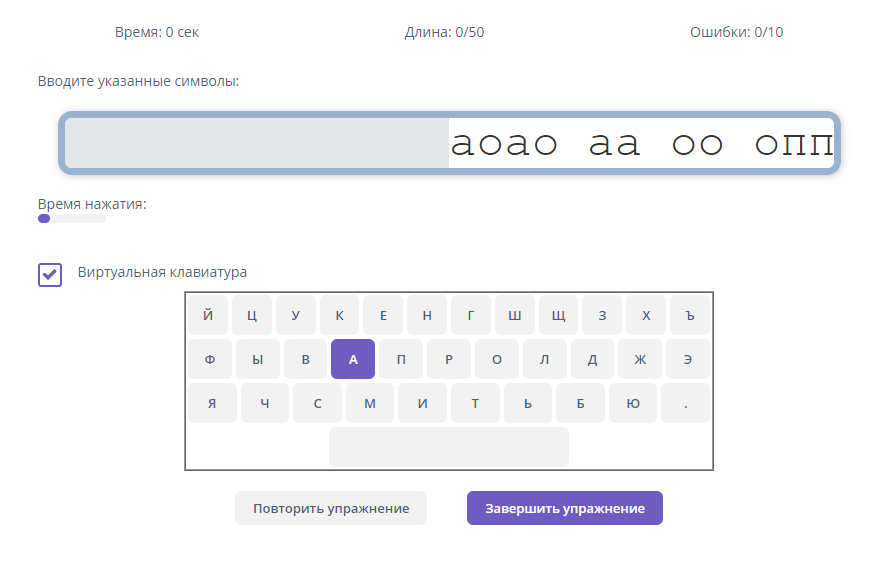 Время: 0 сек Длина: 0/50 Ошибки: 0/10
Вводите указанные символы:
аоао аа оо опп
Время нажатия:
Виртуальная клавиатура
Й Ц У К Е Н Г Ш Щ З Х Ъ
Ф Ы В А П Р О Л Д Ж Э
Я Ч С М И Т Ь Б Ю .
Повторить упражнение Завершить упражнение